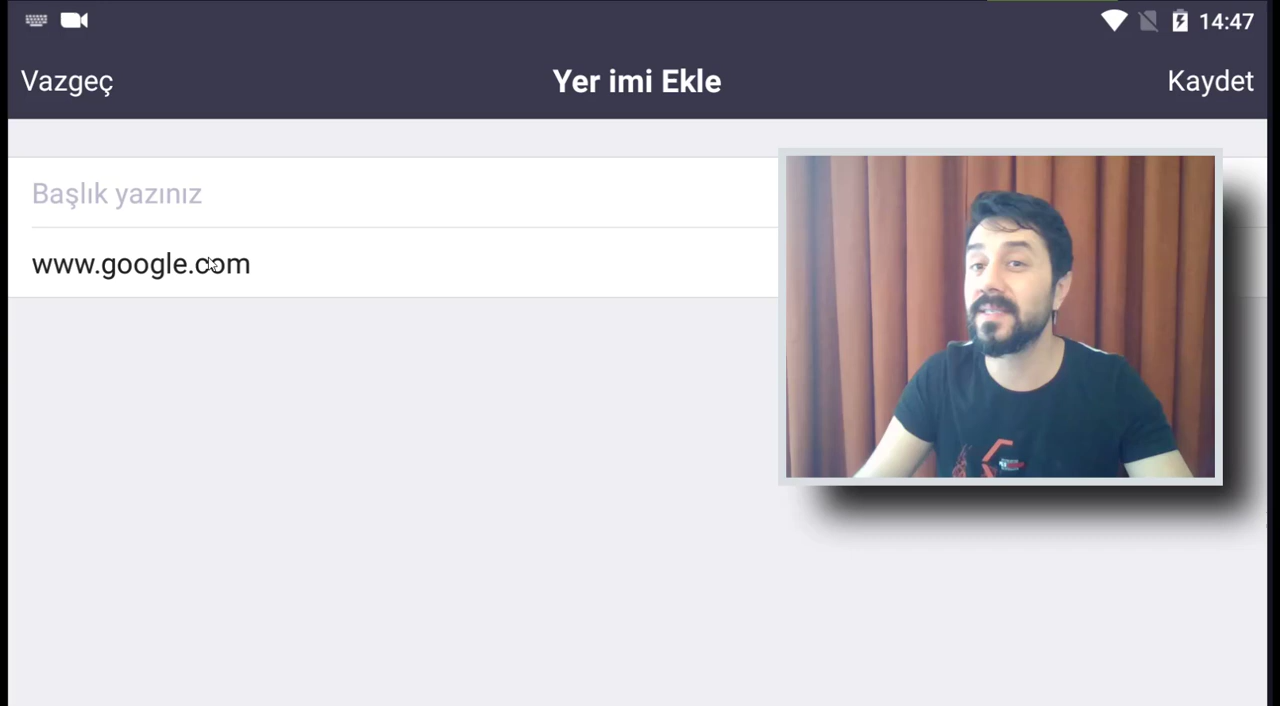 14:47
Vazgeç
Yer imi Ekle
Kaydet
Başlık yazınız
www.google.com